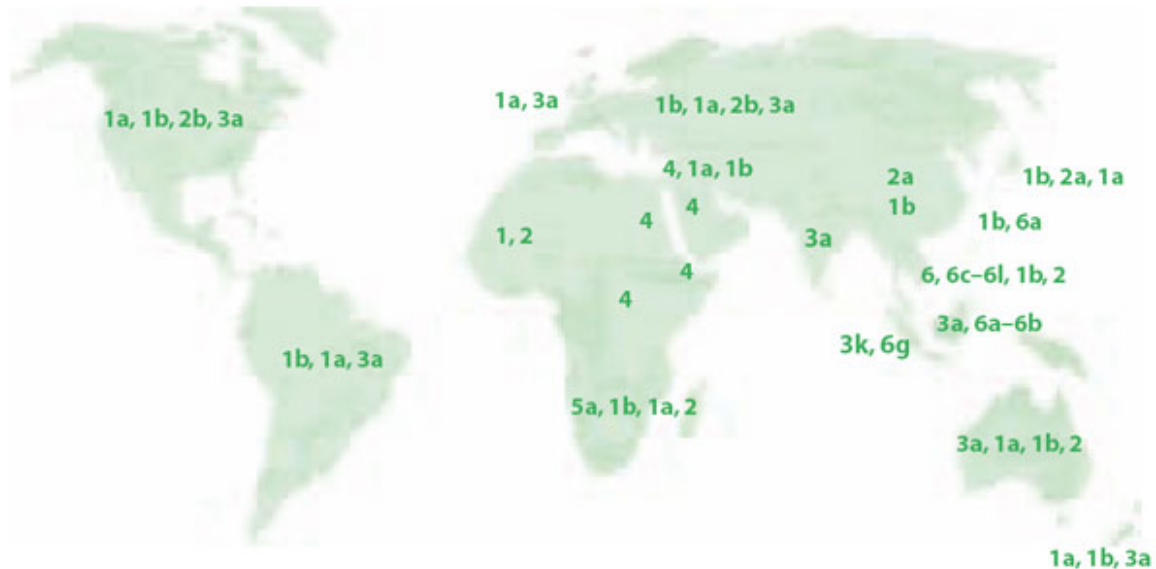 1a, 3a
1b, 1a, 2b, 3a
1a, 1b, 2b, 3a
4, 1a, 1b
2a
1b, 2a, 1a
4
1b
4
1b, 6a
1, 2
3a
4
6, 6c–6l, 1b, 2
4
3a, 6a–6b
3k, 6g
1b, 1a, 3a
5a, 1b, 1a, 2
3a, 1a, 1b, 2
1a, 1b, 3a